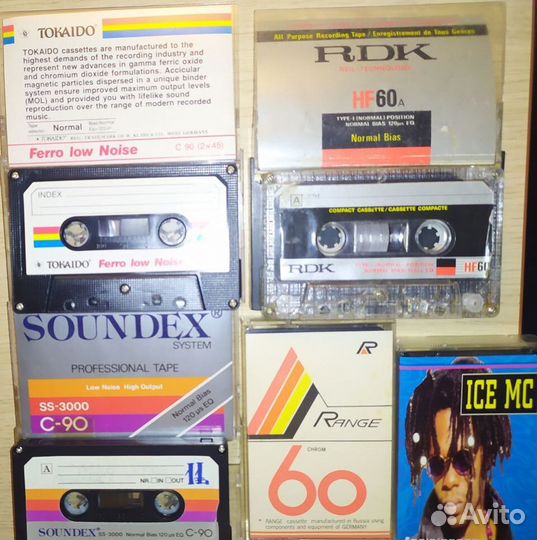 TOKAIDO
TOKAIDO cassettes are manufactured to the
highest demands of the recording industry and
represent new advances in gamma ferric oxide
and chromium dioxide formulations. Accicular
magnetic particles dispersed in a unique binder
system ensure improved maximum output levels
(MOL) and provided you with lifelike sound
reproduction over the range of modern recorded
music.
Normal
Ferro low Noise
C 90 (2×45)
INDEX
TOKAIDO Ferro low Noise
All Purpose Recording Tape / Enregistrement de Tous Genres
RDK
HF60A
TYPE-I (NORMAL) POSITION
NORMAL BIAS 120µs EQ
Normal Bias
A
COMPACT CASSETTE/CASSETTE COMPACTE
RDK
HF60
SOUNDEX®
SYSTEM
PROFESSIONAL TAPE
Low Noise High Output
SS-3000
C-90
Normal Bias
120 µs EQ
A
NR. IN OUT
11
SOUNDEX® SS-3000 Normal Bias 120 µs EQ C-90
R
RANGE
CHROM
60
* RANGE cassette manufactured in Russia using
components and equipment of GERMANY
ICE MC
Avito